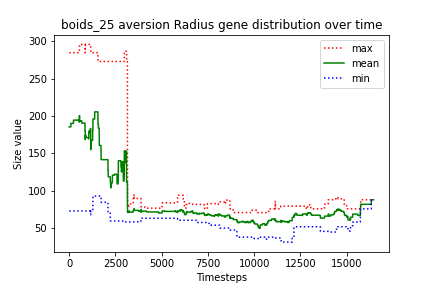 boids_25 aversion Radius gene distribution over time
300
250
200
150
100
50
Size value
max
mean
min
0
2500
5000
7500
10000
12500
15000
Timesteps